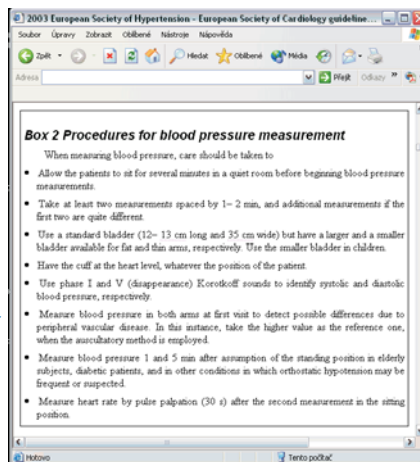 2003 European Society of Hypertension - European Society of Cardiology guideline...
Soubor Úpravy Zobrazit Oblíbené Nástroje Nápověda
Zpět Hledat Oblíbené Média
Adresa Přejít Odkazy »
Box 2 Procedures for blood pressure measurement
When measuring blood pressure, care should be taken to
• Allow the patients to sit for several minutes in a quiet room before beginning blood pressure
measurements.
• Take at least two measurements spaced by 1– 2 min, and additional measurements if the
first two are quite different.
• Use a standard bladder (12– 13 cm long and 35 cm wide) but have a larger and a smaller
bladder available for fat and thin arms, respectively. Use the smaller bladder in children.
• Have the cuff at the heart level, whatever the position of the patient.
• Use phase I and V (disappearance) Korotkoff sounds to identify systolic and diastolic
blood pressure, respectively.
• Measure blood pressure in both arms at first visit to detect possible differences due to
peripheral vascular disease. In this instance, take the higher value as the reference one,
when the auscultatory method is employed.
• Measure blood pressure 1 and 5 min after assumption of the standing position in elderly
subjects, diabetic patients, and in other conditions in which orthostatic hypotension may be
frequent or suspected.
• Measure heart rate by pulse palpation (30 s) after the second measurement in the sitting
position.
Hotovo Tento počítač